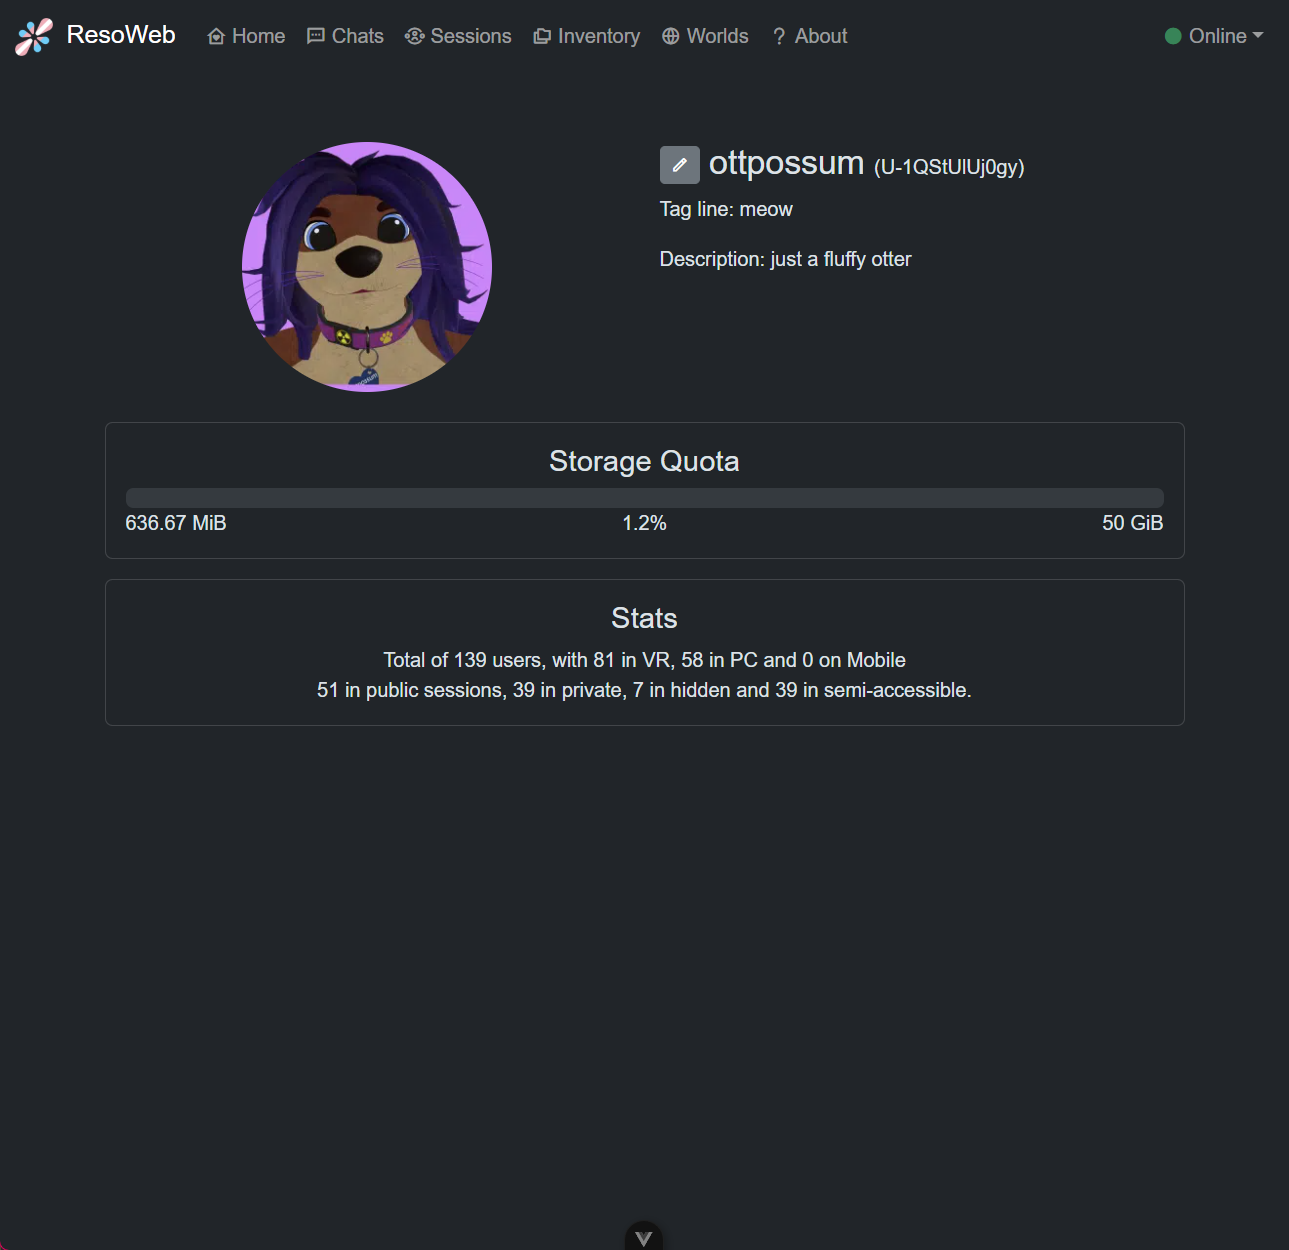 ResoWeb Home Chats Sessions Inventory Worlds ? About Online
ottpossum (U-1QStUlUj0gy)
Tag line: meow
Description: just a fluffy otter
Storage Quota
636.67 MiB 1.2% 50 GiB
Stats
Total of 139 users, with 81 in VR, 58 in PC and 0 on Mobile
51 in public sessions, 39 in private, 7 in hidden and 39 in semi-accessible.